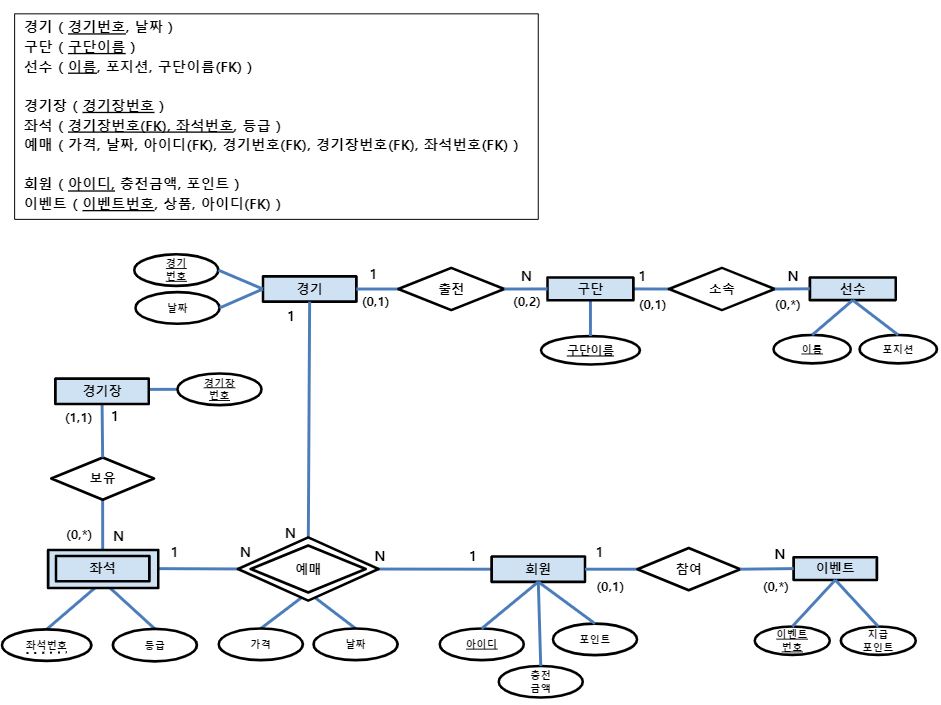 경기 ( 경기번호, 날짜 )
구단 ( 구단이름 )
선수 ( 이름, 포지션, 구단이름(FK) )
경기장 ( 경기장번호 )
좌석 ( 경기장번호(FK), 좌석번호, 등급 )
예매 ( 가격, 날짜, 아이디(FK), 경기번호(FK), 경기장번호(FK), 좌석번호(FK) )
회원 ( 아이디, 충전금액, 포인트 )
이벤트 ( 이벤트번호, 상품, 아이디(FK) )
경기
번호
날짜
경기
1
(0,1)
1
출전
N
(0,2)
구단
1
(0,1)
소속
N
(0,*)
선수
구단이름
이름
포지션
경기장
경기장
번호
(1,1)
1
보유
(0,*)
N
좌석
1
N
N
예매
N
1
회원
1
(0,1)
참여
N
(0,*)
이벤트
좌석번호
등급
가격
날짜
아이디
충전
금액
포인트
이벤트
번호
지급
포인트